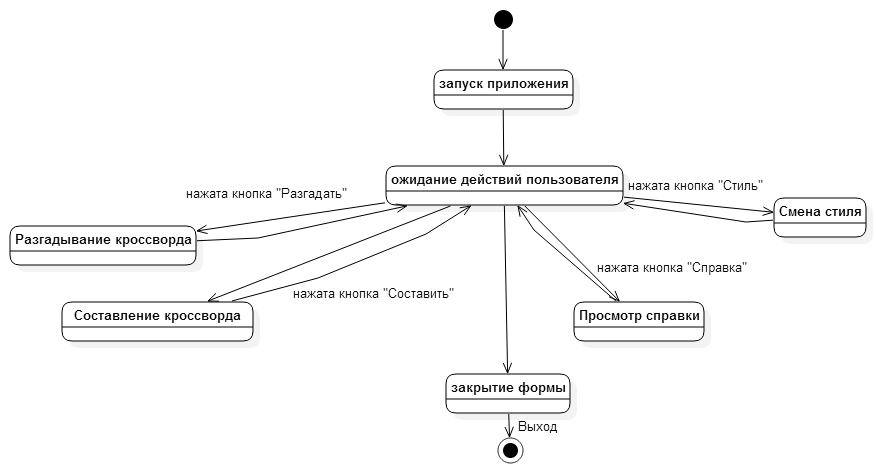 запуск приложения
ожидание действий пользователя
нажата кнопка "Разгадать"
нажата кнопка "Стиль"
Смена стиля
Разгадывание кроссворда
нажата кнопка "Справка"
нажата кнопка "Составить"
Составление кроссворда
Просмотр справки
закрытие формы
Выход